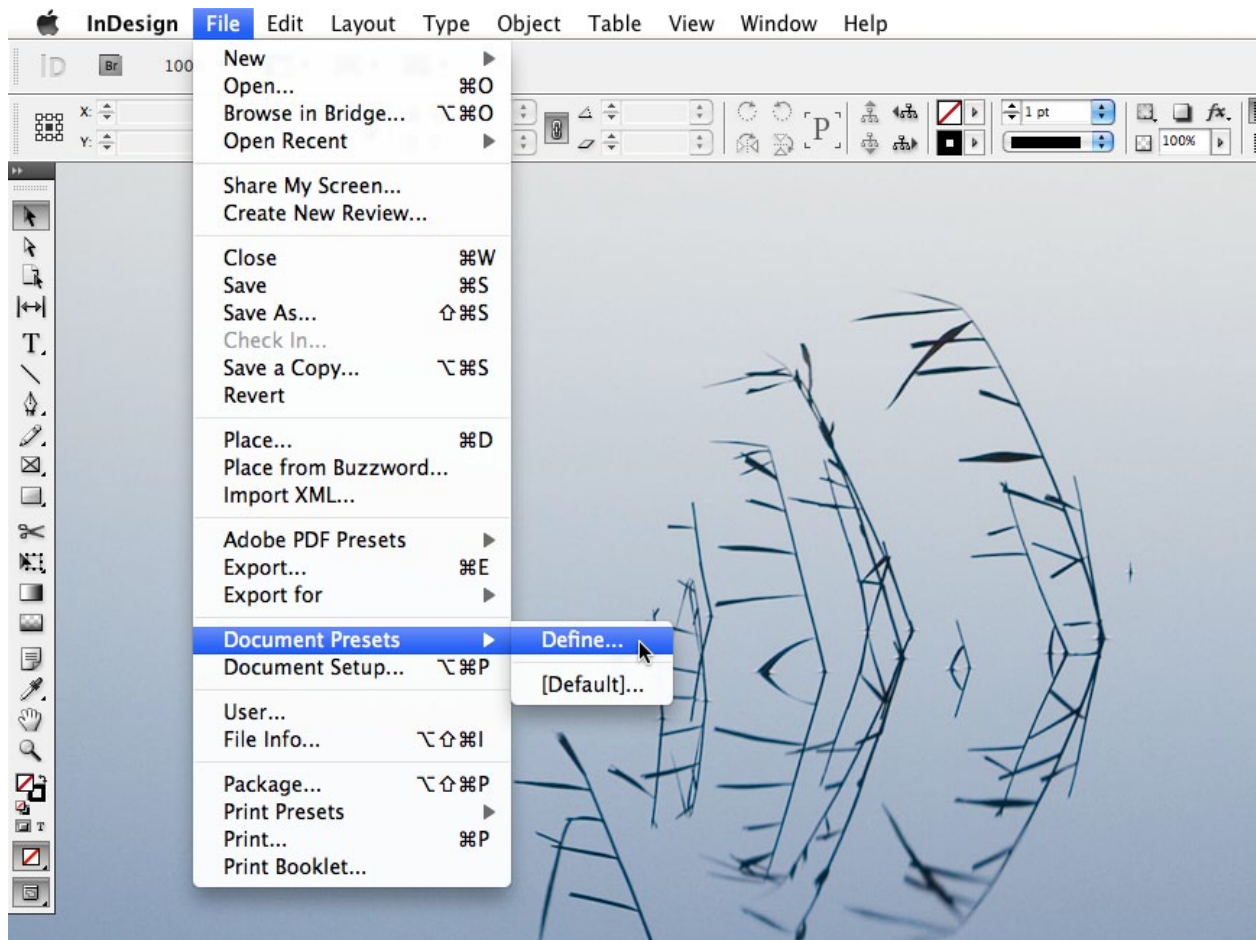 InDesign File Edit Layout Type Object Table View Window Help
iD Br 100
New
Open... ⌘O
Browse in Bridge... ⌥⌘O
Open Recent
X:
Y:
P
1 pt
fx.
100%
Share My Screen...
Create New Review...
Close ⌘W
Save ⌘S
Save As... ⇧⌘S
Check In...
Save a Copy... ⌥⌘S
Revert
Place... ⌘D
Place from Buzzword...
Import XML...
Adobe PDF Presets
Export... ⌘E
Export for
Document Presets
Define...
Document Setup... ⌥⌘P
[Default]...
User...
File Info... ⌥⇧⌘I
Package... ⌥⇧⌘P
Print Presets
Print... ⌘P
Print Booklet...
T
T